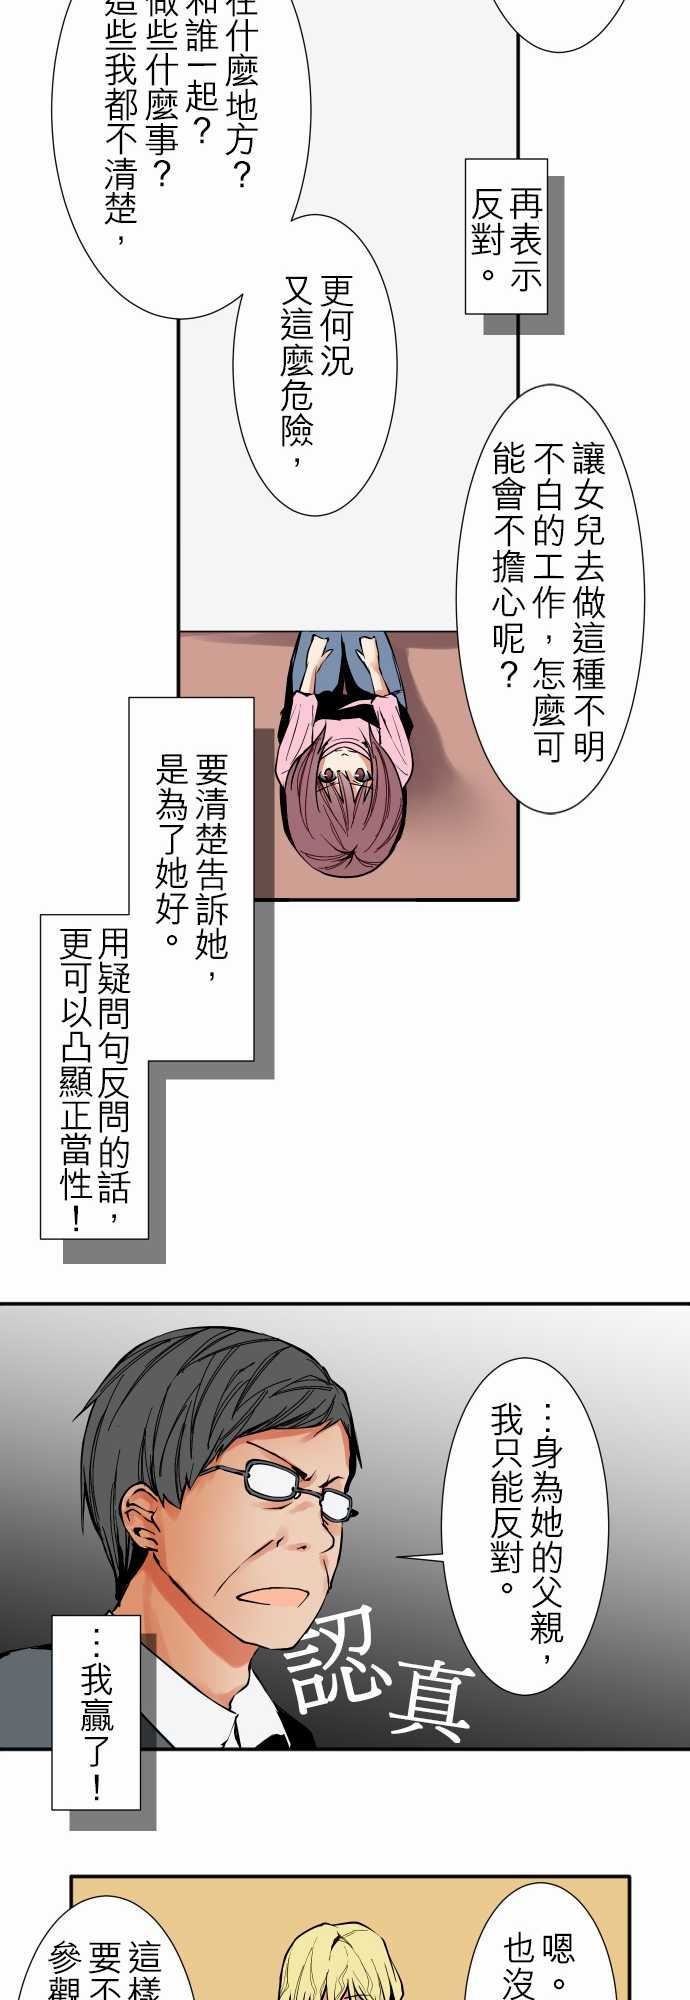 在什麼地方？
和誰一起？
做些什麼事？
這些我都不清楚，
再表示
反對。
更何況
又這麼危險，
讓女兒去做這種不明
不白的工作，怎麼可
能會不擔心呢？
要清楚告訴她，
是為了她好。
用疑問句反問的話，
更可以凸顯正當性！
…身為她的父親，
我只能反對。
認真
…我贏了！
嗯。
也沒
這樣
要不
參觀